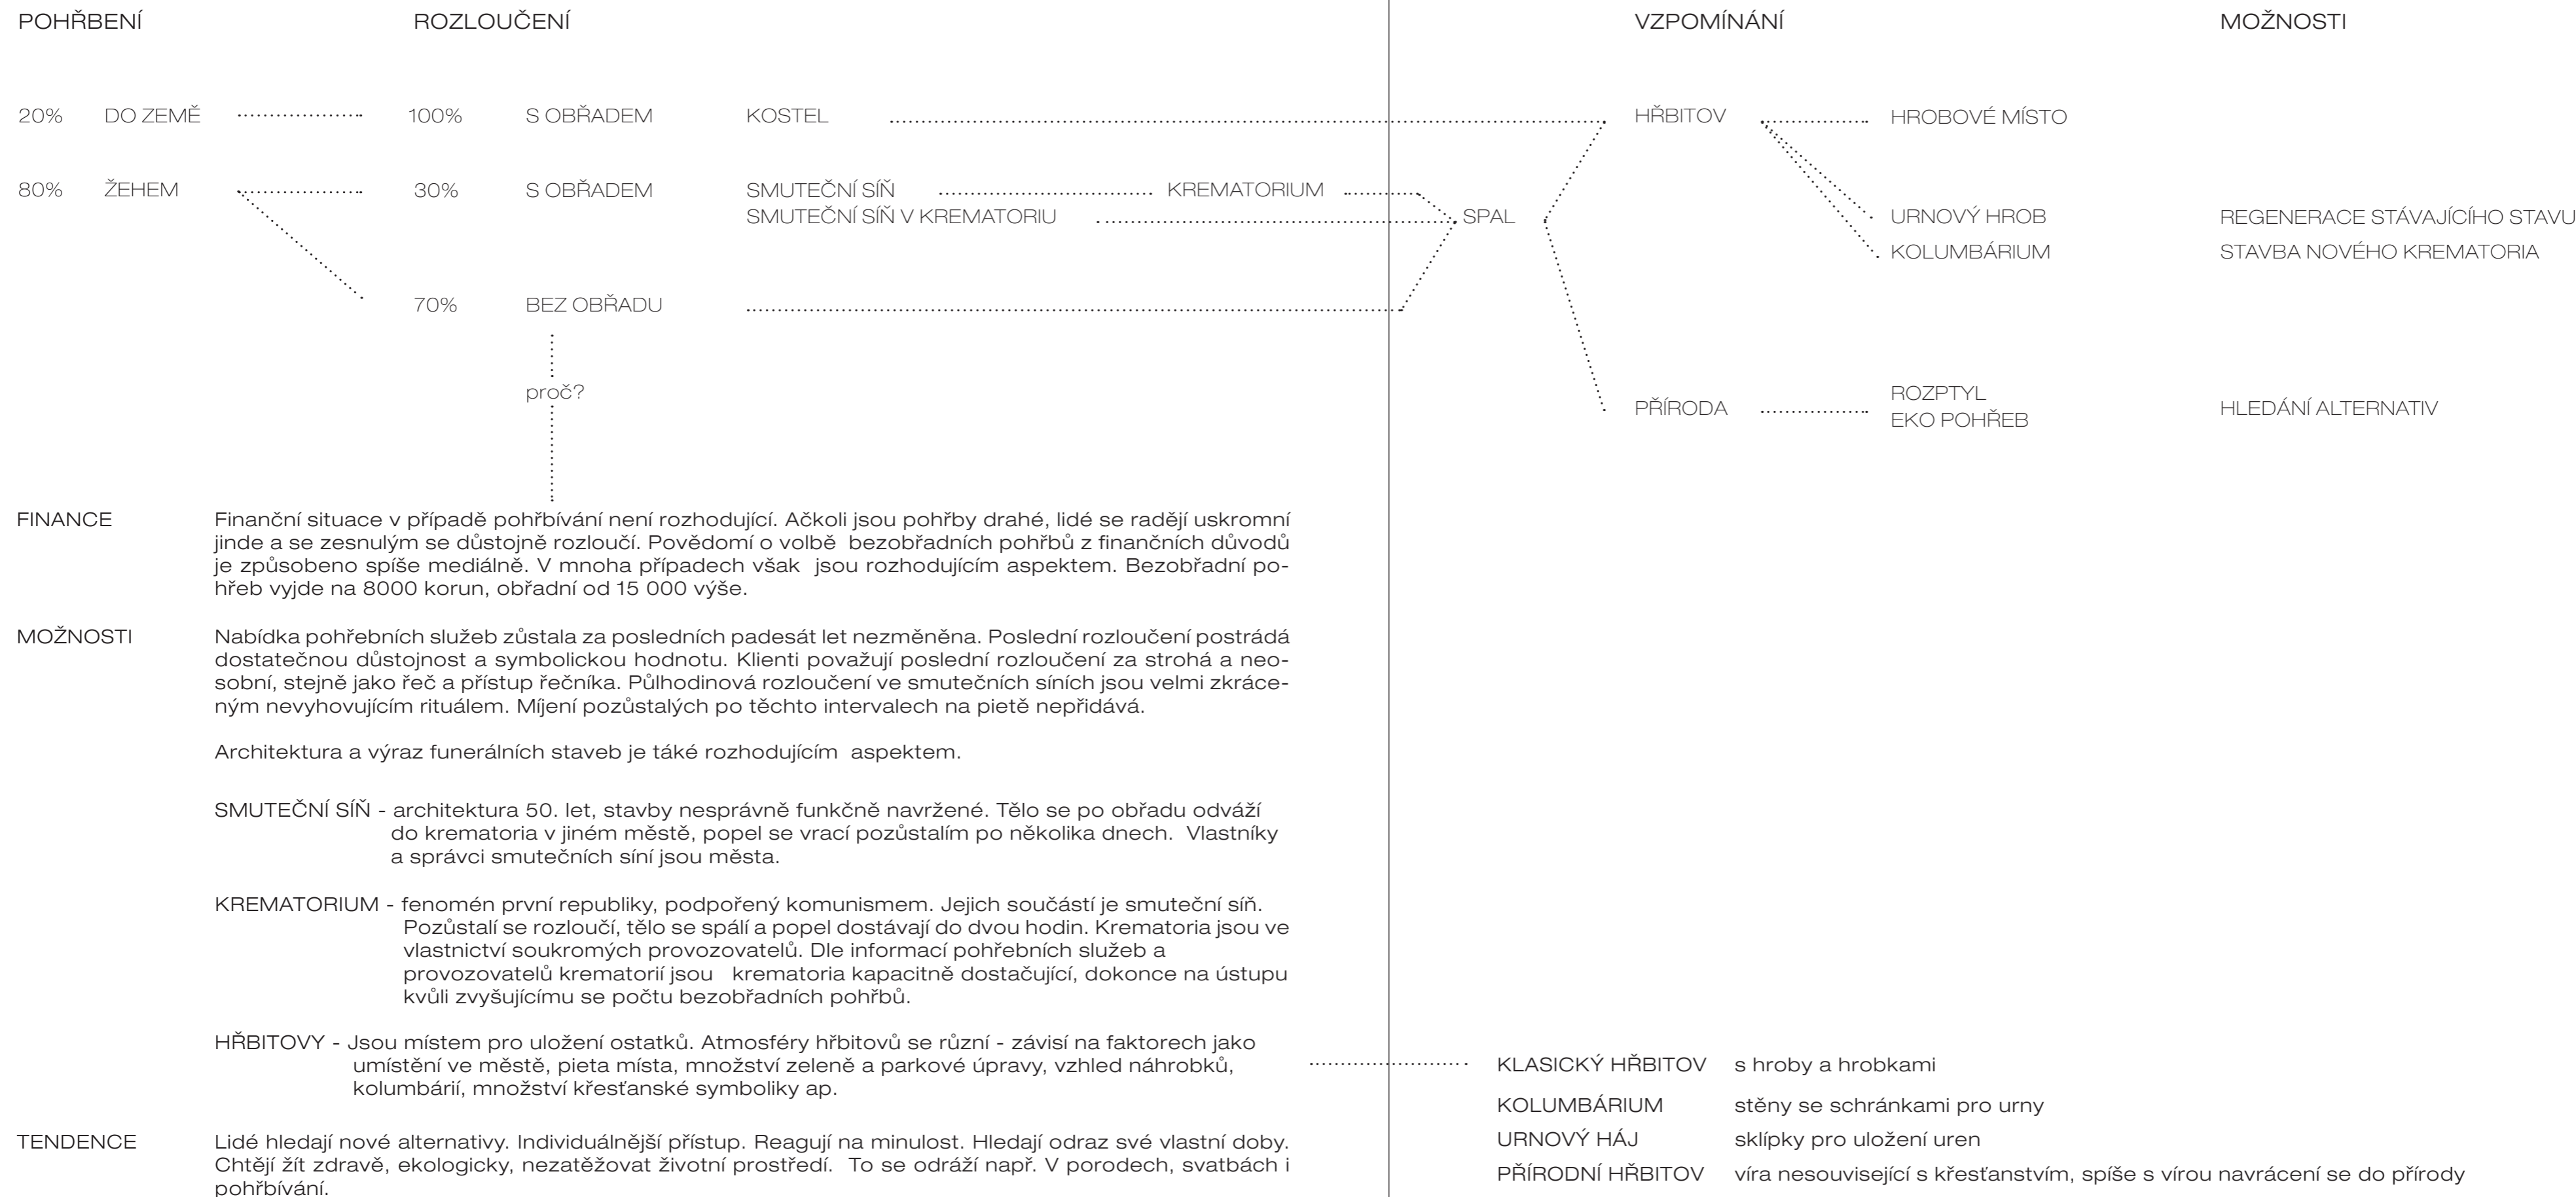 POHŘBENÍ ROZLOUČENÍ VZPOMÍNÁNÍ MOŽNOSTI
20% DO ZEMĚ 100% S OBŘADEM KOSTEL HŘBITOV HROBOVÉ MÍSTO
80% ŽEHEM 30% S OBŘADEM SMUTEČNÍ SÍŇ KREMATORIUM
SMUTEČNÍ SÍŇ V KREMATORIU SPAL URNOVÝ HROB REGENERACE STÁVAJÍCÍHO STAVU
KOLUMBÁRIUM STAVBA NOVÉHO KREMATORIA
70% BEZ OBŘADU
proč?
ROZPTYL
PŘÍRODA EKO POHŘEB HLEDÁNÍ ALTERNATIV
FINANCE Finanční situace v případě pohřbívání není rozhodující. Ačkoli jsou pohřby drahé, lidé se radějí uskromní
jinde a se zesnulým se důstojně rozloučí. Povědomí o volbě bezobřadních pohřbů z finančních důvodů
je způsobeno spíše mediálně. V mnoha případech však jsou rozhodujícím aspektem. Bezobřadní po-
hřeb vyjde na 8000 korun, obřadní od 15 000 výše.
MOŽNOSTI Nabídka pohřebních služeb zůstala za posledních padesát let nezměněna. Poslední rozloučení postrádá
dostatečnou důstojnost a symbolickou hodnotu. Klienti považují poslední rozloučení za strohá a neo-
sobní, stejně jako řeč a přístup řečníka. Půlhodinová rozloučení ve smutečních síních jsou velmi zkráce-
ným nevyhovujícím rituálem. Míjení pozůstalých po těchto intervalech na pietě nepřidává.
Architektura a výraz funerálních staveb je táké rozhodujícím aspektem.
SMUTEČNÍ SÍŇ - architektura 50. let, stavby nesprávně funkčně navržené. Tělo se po obřadu odváží
do krematoria v jiném městě, popel se vrací pozůstalím po několika dnech. Vlastníky
a správci smutečních síní jsou města.
KREMATORIUM - fenomén první republiky, podpořený komunismem. Jejich součástí je smuteční síň.
Pozůstalí se rozloučí, tělo se spálí a popel dostávají do dvou hodin. Krematoria jsou ve
vlastnictví soukromých provozovatelů. Dle informací pohřebních služeb a
provozovatelů krematorií jsou krematoria kapacitně dostačující, dokonce na ústupu
kvůli zvyšujícímu se počtu bezobřadních pohřbů.
HŘBITOVY - Jsou místem pro uložení ostatků. Atmosféry hřbitovů se různí - závisí na faktorech jako
umístění ve městě, pieta místa, množství zeleně a parkové úpravy, vzhled náhrobků,
kolumbárií, množství křesťanské symboliky ap.
TENDENCE Lidé hledají nové alternativy. Individuálnější přístup. Reagují na minulost. Hledají odraz své vlastní doby.
Chtějí žít zdravě, ekologicky, nezatěžovat životní prostředí. To se odráží např. V porodech, svatbách i
pohřbívání.
KLASICKÝ HŘBITOV s hroby a hrobkami
KOLUMBÁRIUM stěny se schránkami pro urny
URNOVÝ HÁJ sklípky pro uložení uren
PŘÍRODNÍ HŘBITOV víra nesouvisející s křesťanstvím, spíše s vírou navrácení se do přírody